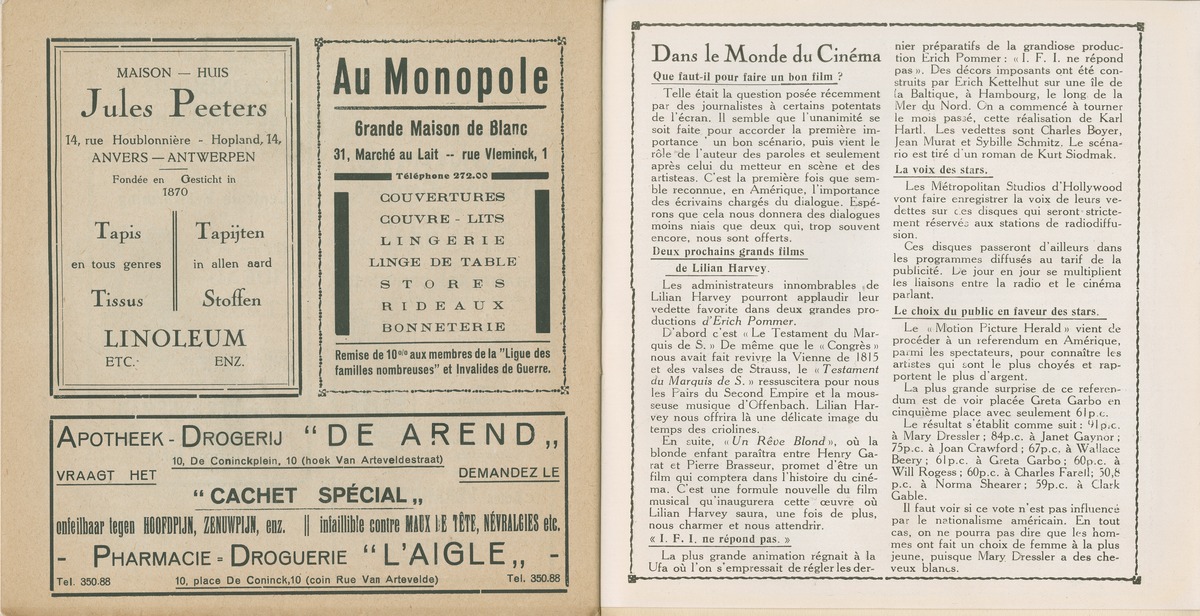 MAISON — HUIS
Jules Peeters
14, rue Houblonnière - Hopland, 14,
ANVERS — ANTWERPEN
Fondée en Gesticht in
1870
Tapis
en tous genres
Tissus
Tapijten
in allen aard
Stoffen
LINOLEUM
ETC. ENZ.
Au Monopole
Grande Maison de Blanc
31, Marché au Lait -- rue Vleminck, 1
Téléphone 272.00
COUVERTURES
COUVRE - LITS
LINGERIE
LINGE DE TABLE
STORES
RIDEAUX
BONNETERIE
Remise de 10 o/o aux membres de la "Ligue des
familles nombreuses" et Invalides de Guerre.
APOTHEEK - DROGERIJ "DE AREND„
10, De Coninckplein, 10 (hoek Van Arteveldestraat)
VRAAGT HET DEMANDEZ LE
"CACHET SPÉCIAL„
onfeilbaar tegen HOOFDPIJN, ZENUWPIJN, enz. || infaillible contre MAUX DE TÊTE, NÉVRALGIES etc.
- PHARMACIE - DROGUERIE "L'AIGLE„ -
Tel. 350.88 10, place De Coninck,10 (coin Rue Van Artevelde) Tel. 350.88
Dans le Monde du Cinéma
Que faut-il pour faire un bon film ?
Telle était la question posée récemment
par des journalistes à certains potentats
de l'écran. Il semble que l'unanimité se
soit faite pour accorder la première im-
portance un bon scénario, puis vient le
rôle de l'auteur des paroles et seulement
après celui du metteur en scène et des
artisteas. C'est la première fois que sem-
ble reconnue, en Amérique, l'importance
des écrivains chargés du dialogue. Espé-
rons que cela nous donnera des dialogues
moins niais que deux qui, trop souvent
encore, nous sont offerts.
Deux prochains grands films
de Lilian Harvey.
Les administrateurs innombrables de
Lilian Harvey pourront applaudir leur
vedette favorite dans deux grandes pro-
ductions d'Erich Pommer.
D'abord c'est « Le Testament du Mar-
quis de S. » De même que le « Congrès »
nous avait fait revivre la Vienne de 1815
et des valses de Strauss, le « Testament
du Marquis de S. » ressuscitera pour nous
les Fairs du Second Empire et la mous-
seuse musique d'Offenbach. Lilian Har-
vey nous offrira là une délicate image du
temps des criolines.
En suite, « Un Rêve Blond », où la
blonde enfant paraîtra entre Henry Ga-
rat et Pierre Brasseur, promet d'être un
film qui comptera dans l'histoire du ciné-
ma. C'est une formule nouvelle du film
musical qu'inaugurera cette œuvre où
Lilian Harvey saura, une fois de plus,
nous charmer et nous attendrir.
« I. F. I. ne répond pas. »
La plus grande animation régnait à la
Ufa où l'on s'empressait de régler les der-
nier préparatifs de la grandiose produc-
tion Erich Pommer : « I. F. I. ne répond
pas ». Des décors imposants ont été con-
struits par Erich Kettelhut sur une île de
la Baltique, à Hambourg, le long de la
Mer du Nord. On a commencé à tourner
le mois passé, cette réalisation de Karl
Hartl. Les vedettes sont Charles Boyer,
Jean Murat et Sybille Schmitz. Le scéna-
rio est tiré d'un roman de Kurt Siodmak.
La voix des stars.
Les Métropolitan Studios d'Hollywood
vont faire enregistrer la voix de leurs ve-
dettes sur ces disques qui seront stricte-
ment réservés aux stations de radiodiffu-
sion.
Ces disques passeront d'ailleurs dans
les programmes diffusés au tarif de la
publicité. De jour en jour se multiplient
les liaisons entre la radio et le cinéma
parlant.
Le choix du public en faveur des stars.
Le « Motion Picture Herald » vient de
procéder à un referendum en Amérique,
parmi les spectateurs, pour connaître les
artistes qui sont le plus choyés et rap-
portent le plus d'argent.
La plus grande surprise de ce referen-
dum est de voir placée Greta Garbo en
cinquième place avec seulement 61p.c.
Le résultat s'établit comme suit : 91p.c.
à Mary Dressler ; 84p.c. à Janet Gaynor ;
75p.c. à Joan Crawford ; 67p.c. à Wallace
Beery ; 61p.c. à Greta Garbo ; 60p.c. à
Will Rogess ; 60p.c. à Charles Farell; 50,8
p.c. à Norma Shearer ; 59p.c. à Clark
Gable.
Il faut voir si ce vote n'est pas influencé
par le nationalisme américain. En tout
cas, on ne pourra pas dire que les hom-
mes ont fait un choix de femme à la plus
jeune, puisque Mary Dressler a des che-
veux blancs.